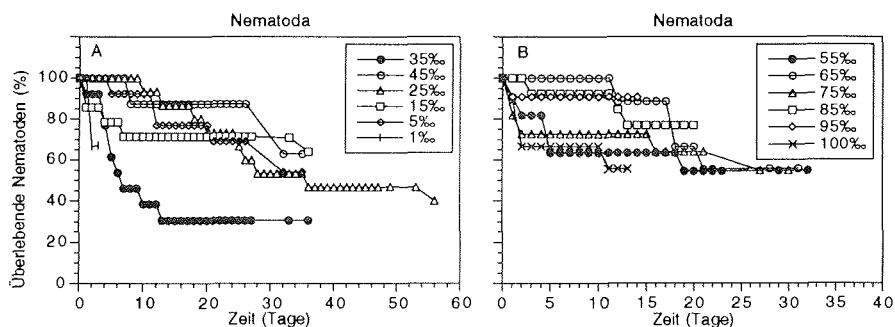 Nematoda
A
35‰
45‰
25‰
15‰
5‰
1‰
Überlebende Nematoden (%)
100
80
60
40
20
0
0 10 20 30 40 50 60
Zeit (Tage)
Nematoda
B
55‰
65‰
75‰
85‰
95‰
100‰
0 5 10 15 20 25 30 35 40
Zeit (Tage)